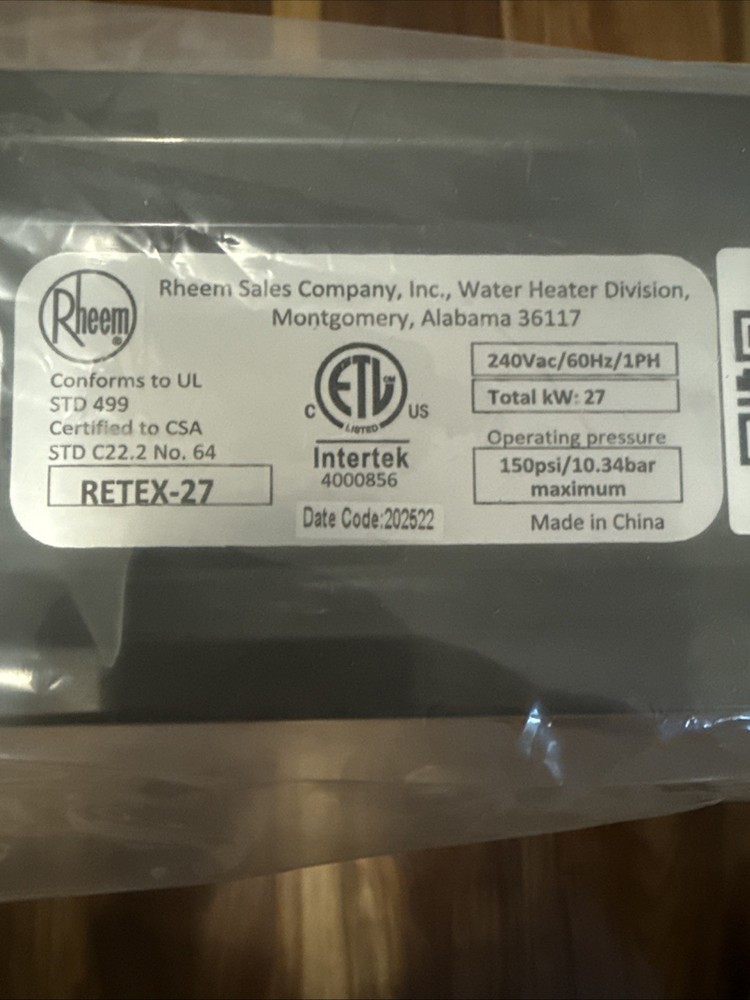 Rheem
Rheem Sales Company, Inc., Water Heater Division,
Montgomery, Alabama 36117
Conforms to UL
STD 499
Certified to CSA
STD C22.2 No. 64
RETEX-27
C ETL CM US
LISTED
Intertek
4000856
Date Code:202522
240Vac/60Hz/1PH
Total kW: 27
Operating pressure
150psi/10.34bar
maximum
Made in China